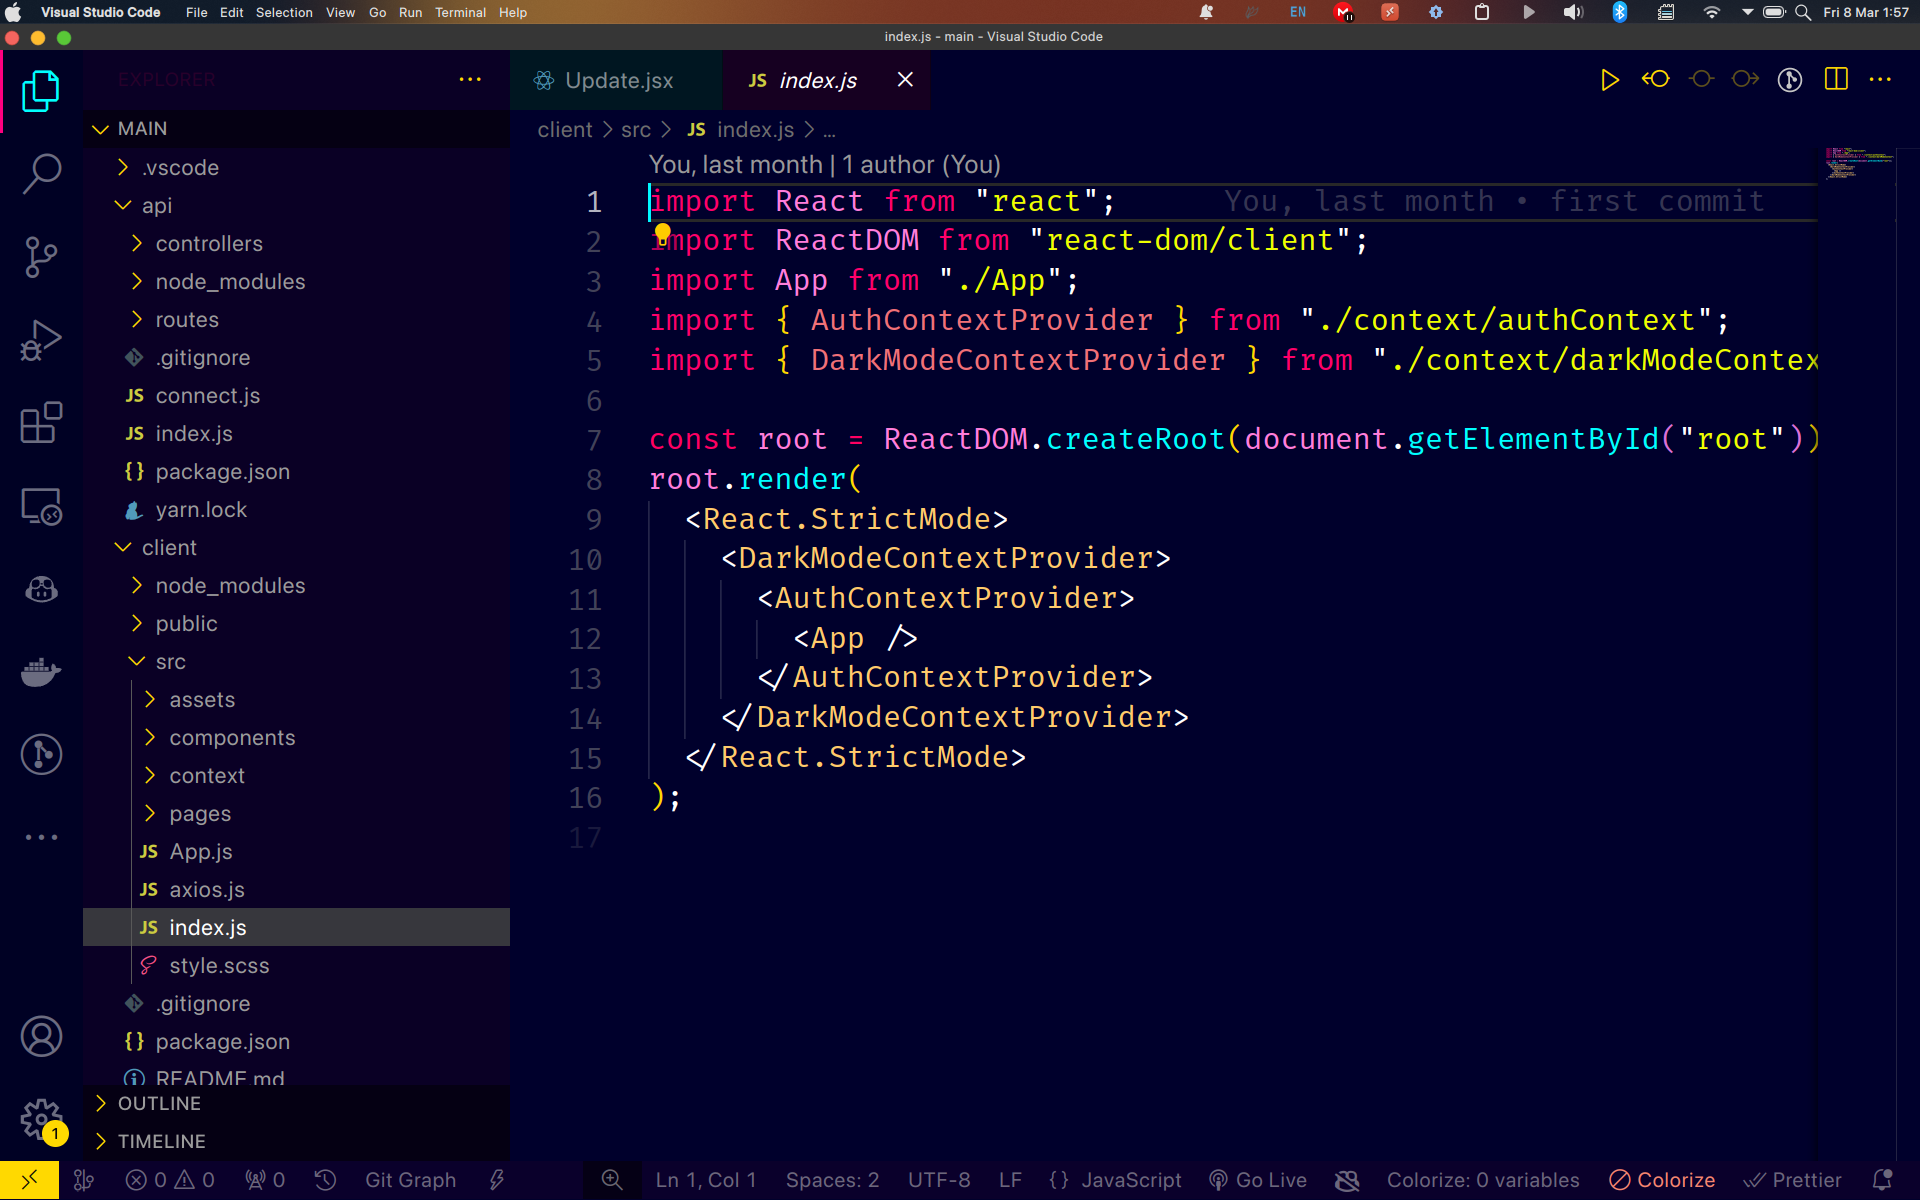 Visual Studio Code File Edit Selection View Go Run Terminal Help EN Fri 8 Mar 1:57
index.js - main - Visual Studio Code
EXPLORER
MAIN
.vscode
api
controllers
node_modules
routes
.gitignore
JS connect.js
JS index.js
{} package.json
yarn.lock
client
node_modules
public
src
assets
components
context
pages
JS App.js
JS axios.js
JS index.js
style.scss
.gitignore
{} package.json
README.md
OUTLINE
TIMELINE
1
Update.jsx JS index.js
client > src > JS index.js > ...
You, last month | 1 author (You)
1 import React from "react"; You, last month • first commit
2 import ReactDOM from "react-dom/client";
3 import App from "./App";
4 import { AuthContextProvider } from "./context/authContext";
5 import { DarkModeContextProvider } from "./context/darkModeContex
6
7 const root = ReactDOM.createRoot(document.getElementById("root"))
8 root.render(
9 <React.StrictMode>
10 <DarkModeContextProvider>
11 <AuthContextProvider>
12 <App />
13 </AuthContextProvider>
14 </DarkModeContextProvider>
15 </React.StrictMode>
16 );
17
0 0 0 Git Graph Ln 1, Col 1 Spaces: 2 UTF-8 LF {} JavaScript Go Live Colorize: 0 variables Colorize Prettier